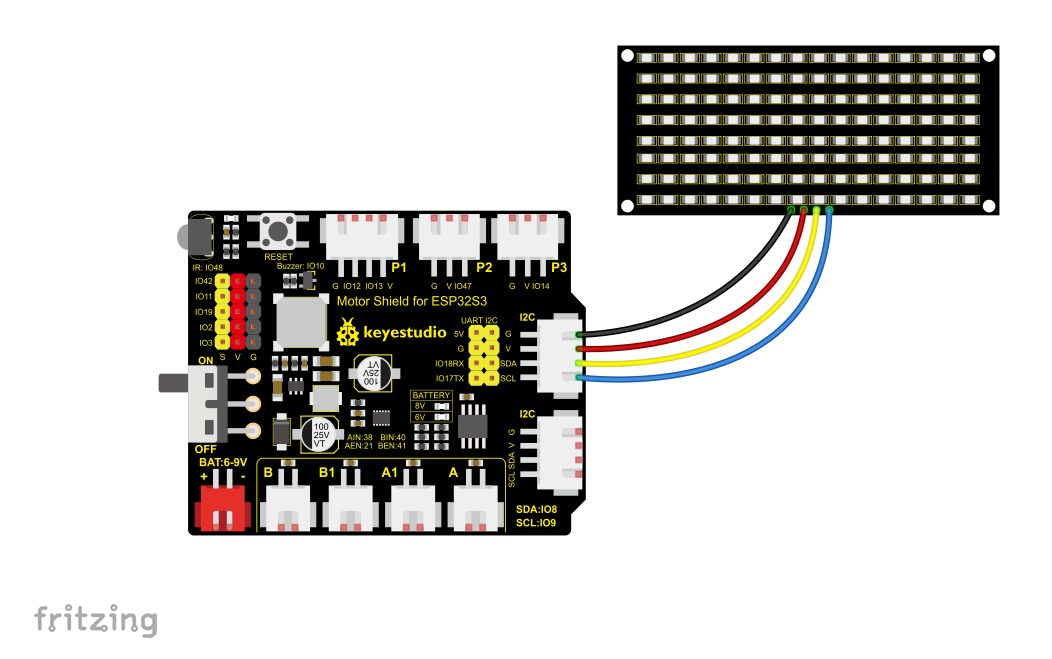 RESET
IR: IO48
Buzzer: IO10
P1
P2
P3
G IO12 IO13 V
G V IO47
G V IO14
Motor Shield for ESP32S3
keyestudio
IO42
IO11
IO19
IO2
IO3
S V G
UART I2C
5V G
G V
IO18RX SDA
IO17TX SCL
I2C
ON
OFF
100
25V
VT
BATTERY
8V
6V
100
25V
VT
AIN:38 BIN:40
AEN:21 BEN:41
I2C
G
V
SDA
SCL
BAT:6-9V
+ -
B
B1
A1
A
SDA:IO8
SCL:IO9
fritzing